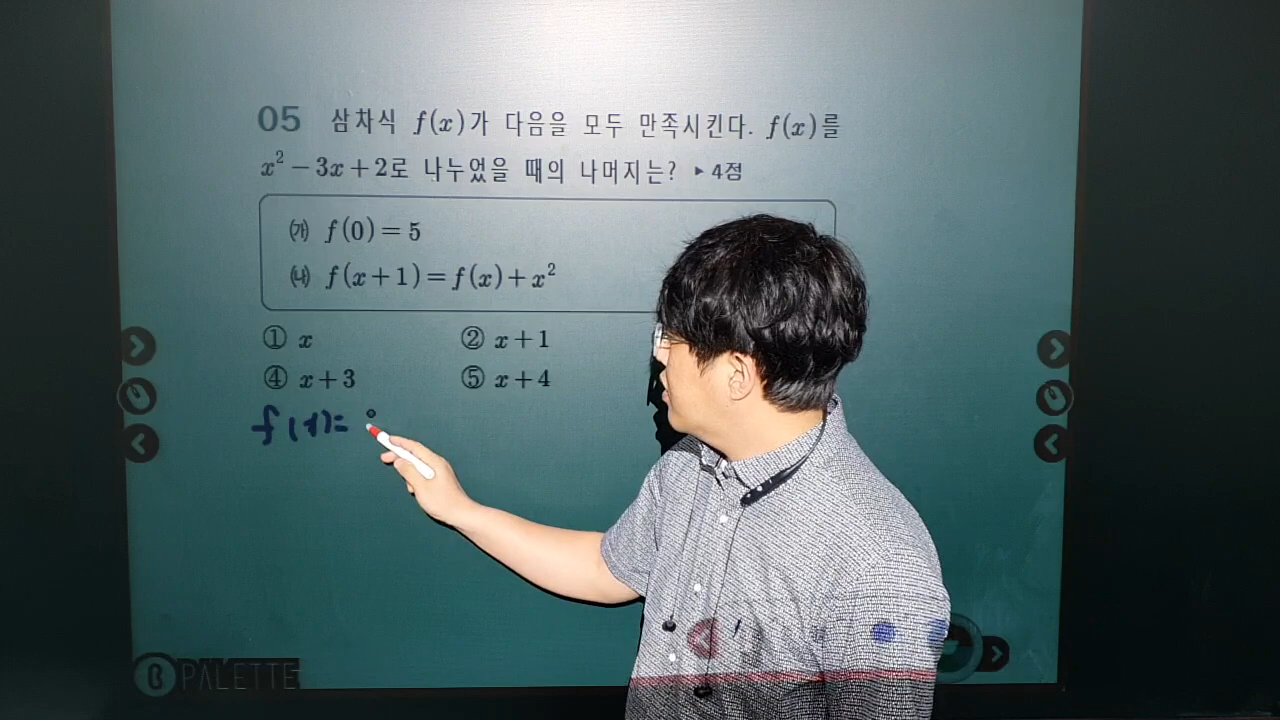 05 삼차식 f(x)가 다음을 모두 만족시킨다. f(x)를
x² − 3x + 2로 나누었을 때의 나머지는? ▶ 4점
㈎ f(0) = 5
㈏ f(x+1) = f(x) + x²
① x ② x+1
④ x+3 ⑤ x+4
f(1)=
PALETTE